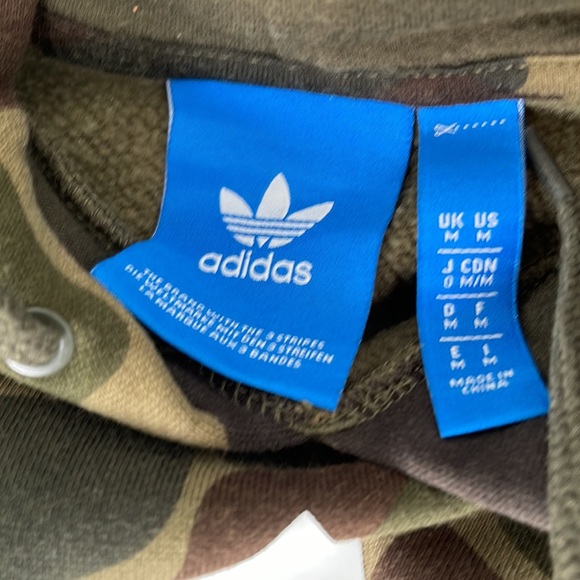 adidas
THE BRAND WITH THE 3 STRIPES
DIE WELTMARKE MIT DEN 3 STREIFEN
LA MARQUE AUX 3 BANDES
UK US
M M
J CDN
O M/M
D F
M M
E I
M M
MADE IN
CHINA